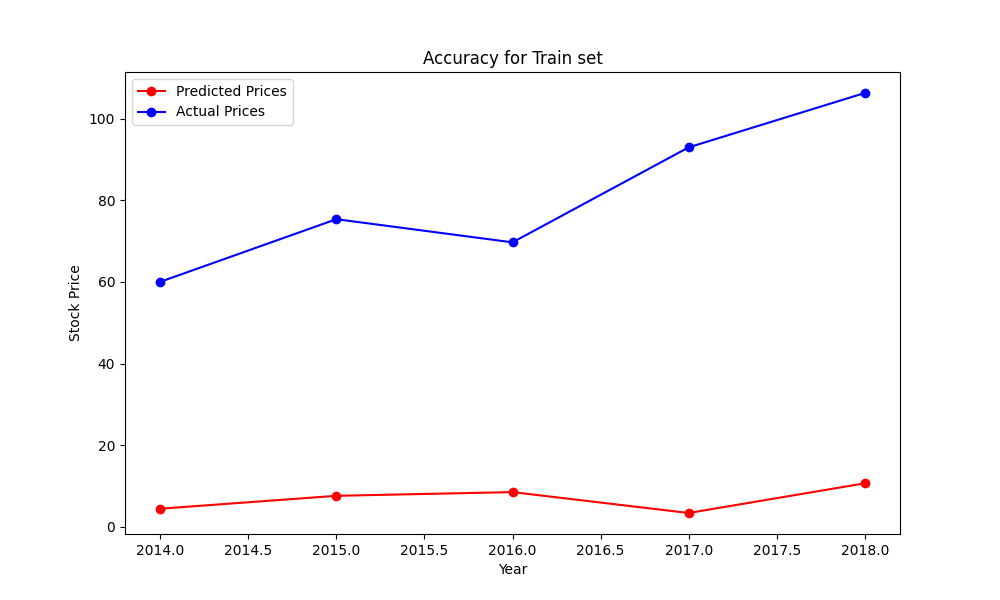 Accuracy for Train set
Predicted Prices
Actual Prices
100
80
60
40
20
0
Stock Price
2014.0 2014.5 2015.0 2015.5 2016.0 2016.5 2017.0 2017.5 2018.0
Year